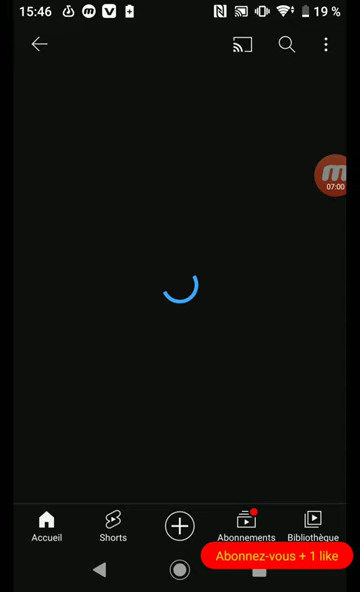 15:46 19 %
07:00
Accueil Shorts Abonnements Bibliothèque
Abonnez-vous + 1 like